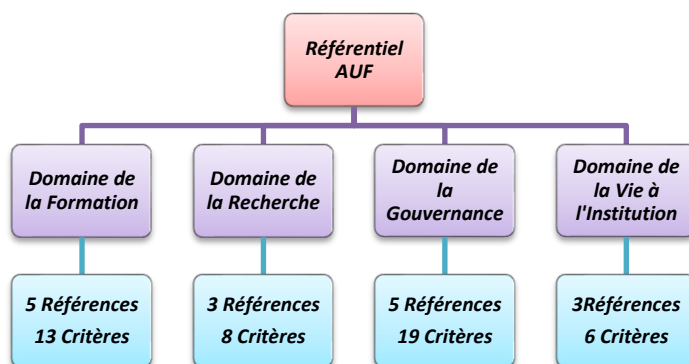 Référentiel
AUF
Domaine de
la Formation
Domaine de
la Recherche
Domaine de
la
Gouvernance
Domaine de
la Vie à
l'Institution
5 Références
13 Critères
3 Références
8 Critères
5 Références
19 Critères
3Références
6 Critères